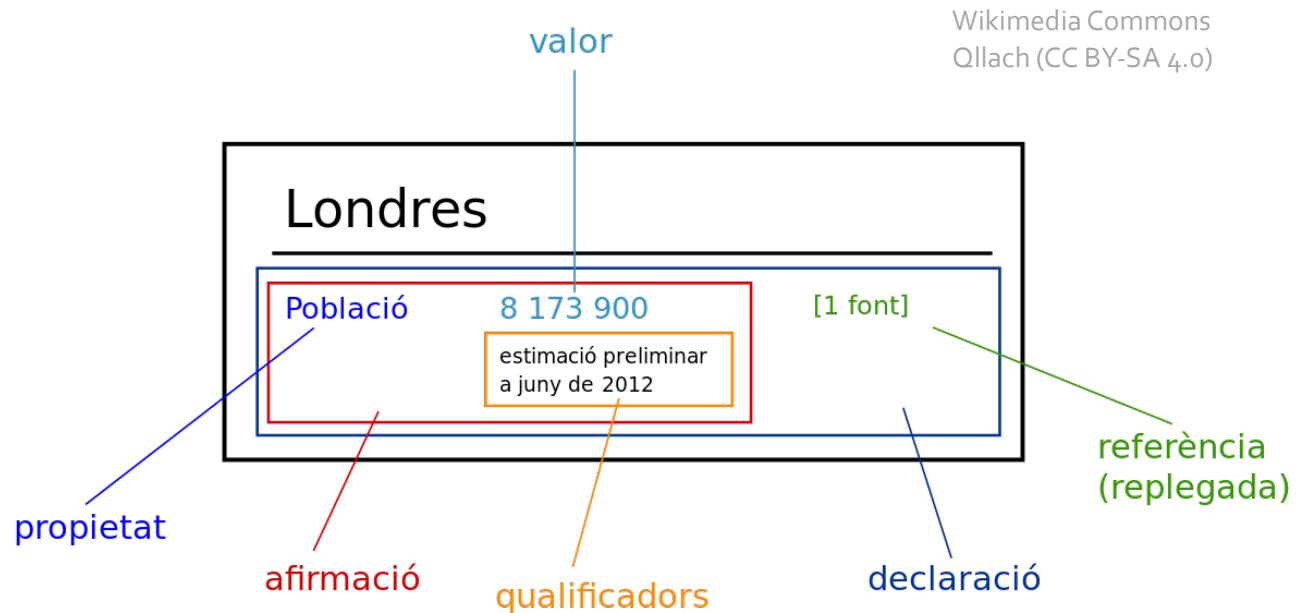 Wikimedia Commons
Qllach (CC BY-SA 4.0)
valor
Londres
Població 8 173 900 [1 font]
estimació preliminar
a juny de 2012
referència
(replegada)
propietat
afirmació
qualificadors
declaració